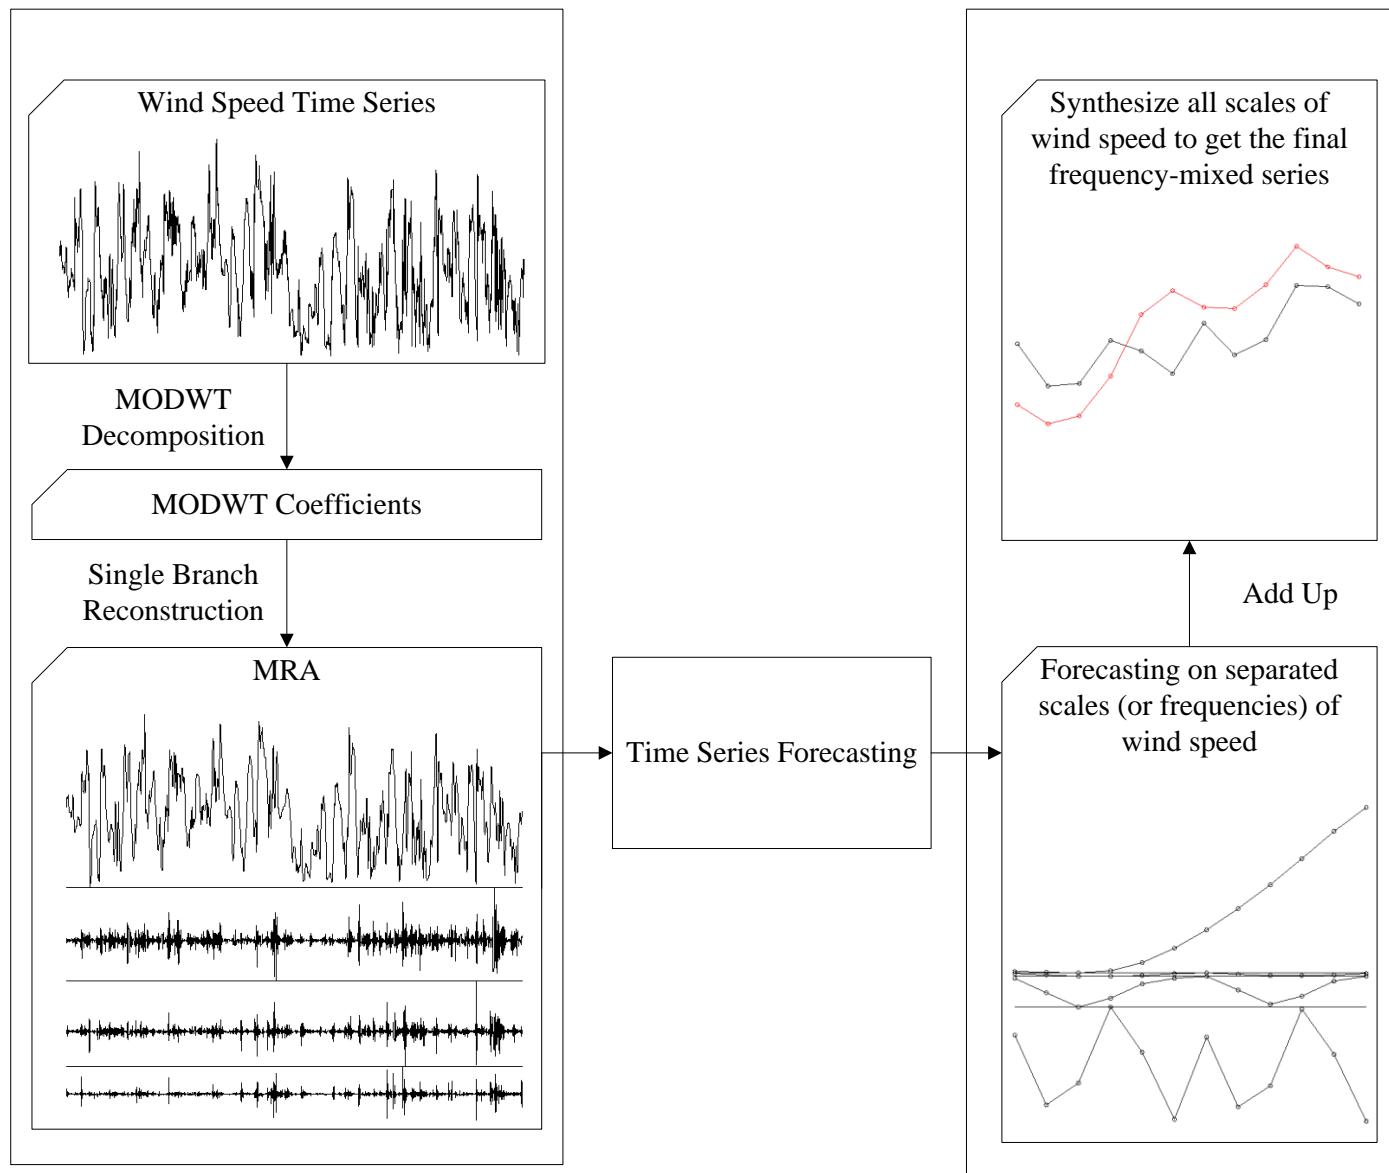 Wind Speed Time Series
MODWT
Decomposition
MODWT Coefficients
Single Branch
Reconstruction
MRA
Time Series Forecasting
Synthesize all scales of
wind speed to get the final
frequency-mixed series
Add Up
Forecasting on separated
scales (or frequencies) of
wind speed